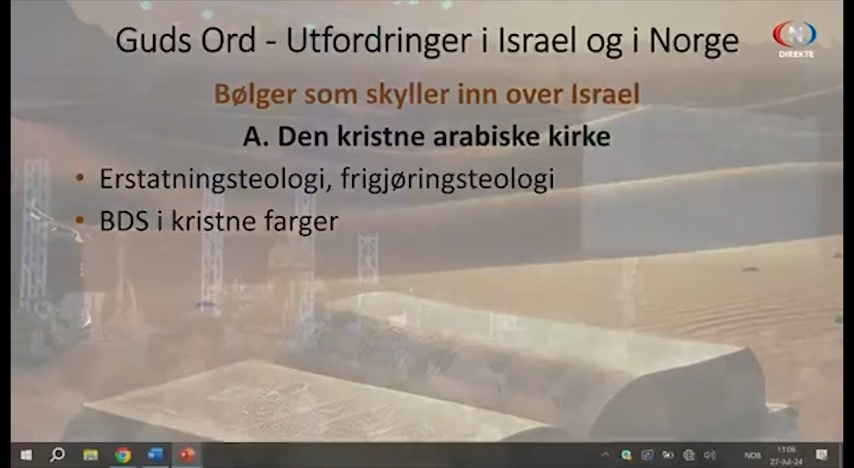 Guds Ord - Utfordringer i Israel og i Norge
N
DIREKTE
Bølger som skyller inn over Israel
A. Den kristne arabiske kirke
• Erstatningsteologi, frigjøringsteologi
• BDS i kristne farger
NOB
11:06
27-Jul-24